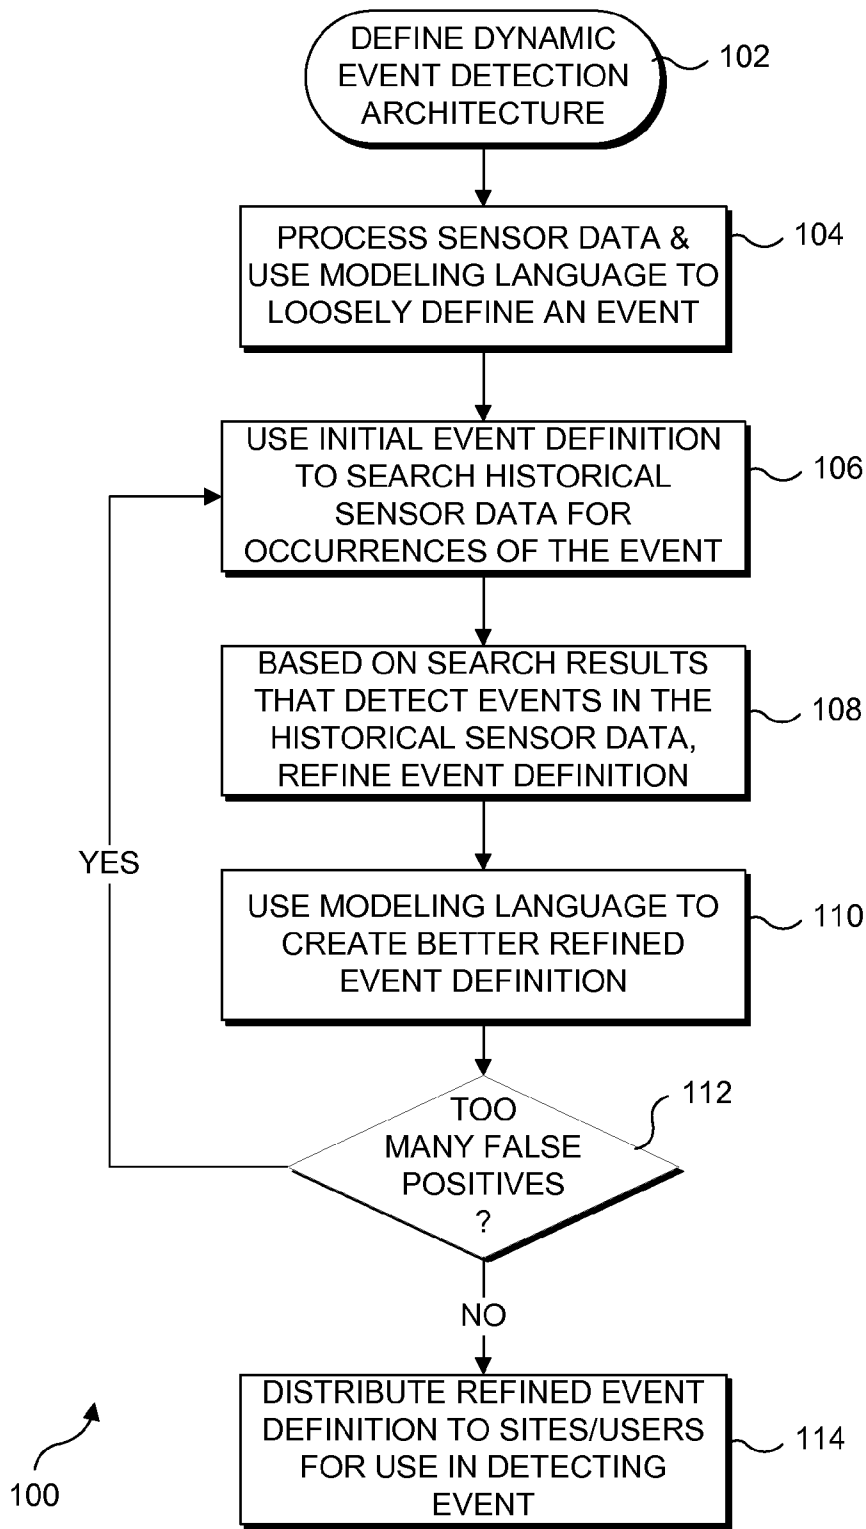 DEFINE DYNAMIC
EVENT DETECTION
ARCHITECTURE
102
PROCESS SENSOR DATA &
USE MODELING LANGUAGE TO
LOOSELY DEFINE AN EVENT
104
USE INITIAL EVENT DEFINITION
TO SEARCH HISTORICAL
SENSOR DATA FOR
OCCURRENCES OF THE EVENT
106
BASED ON SEARCH RESULTS
THAT DETECT EVENTS IN THE
HISTORICAL SENSOR DATA,
REFINE EVENT DEFINITION
108
YES
USE MODELING LANGUAGE TO
CREATE BETTER REFINED
EVENT DEFINITION
110
TOO
MANY FALSE
POSITIVES
?
112
NO
DISTRIBUTE REFINED EVENT
DEFINITION TO SITES/USERS
FOR USE IN DETECTING
EVENT
114
100